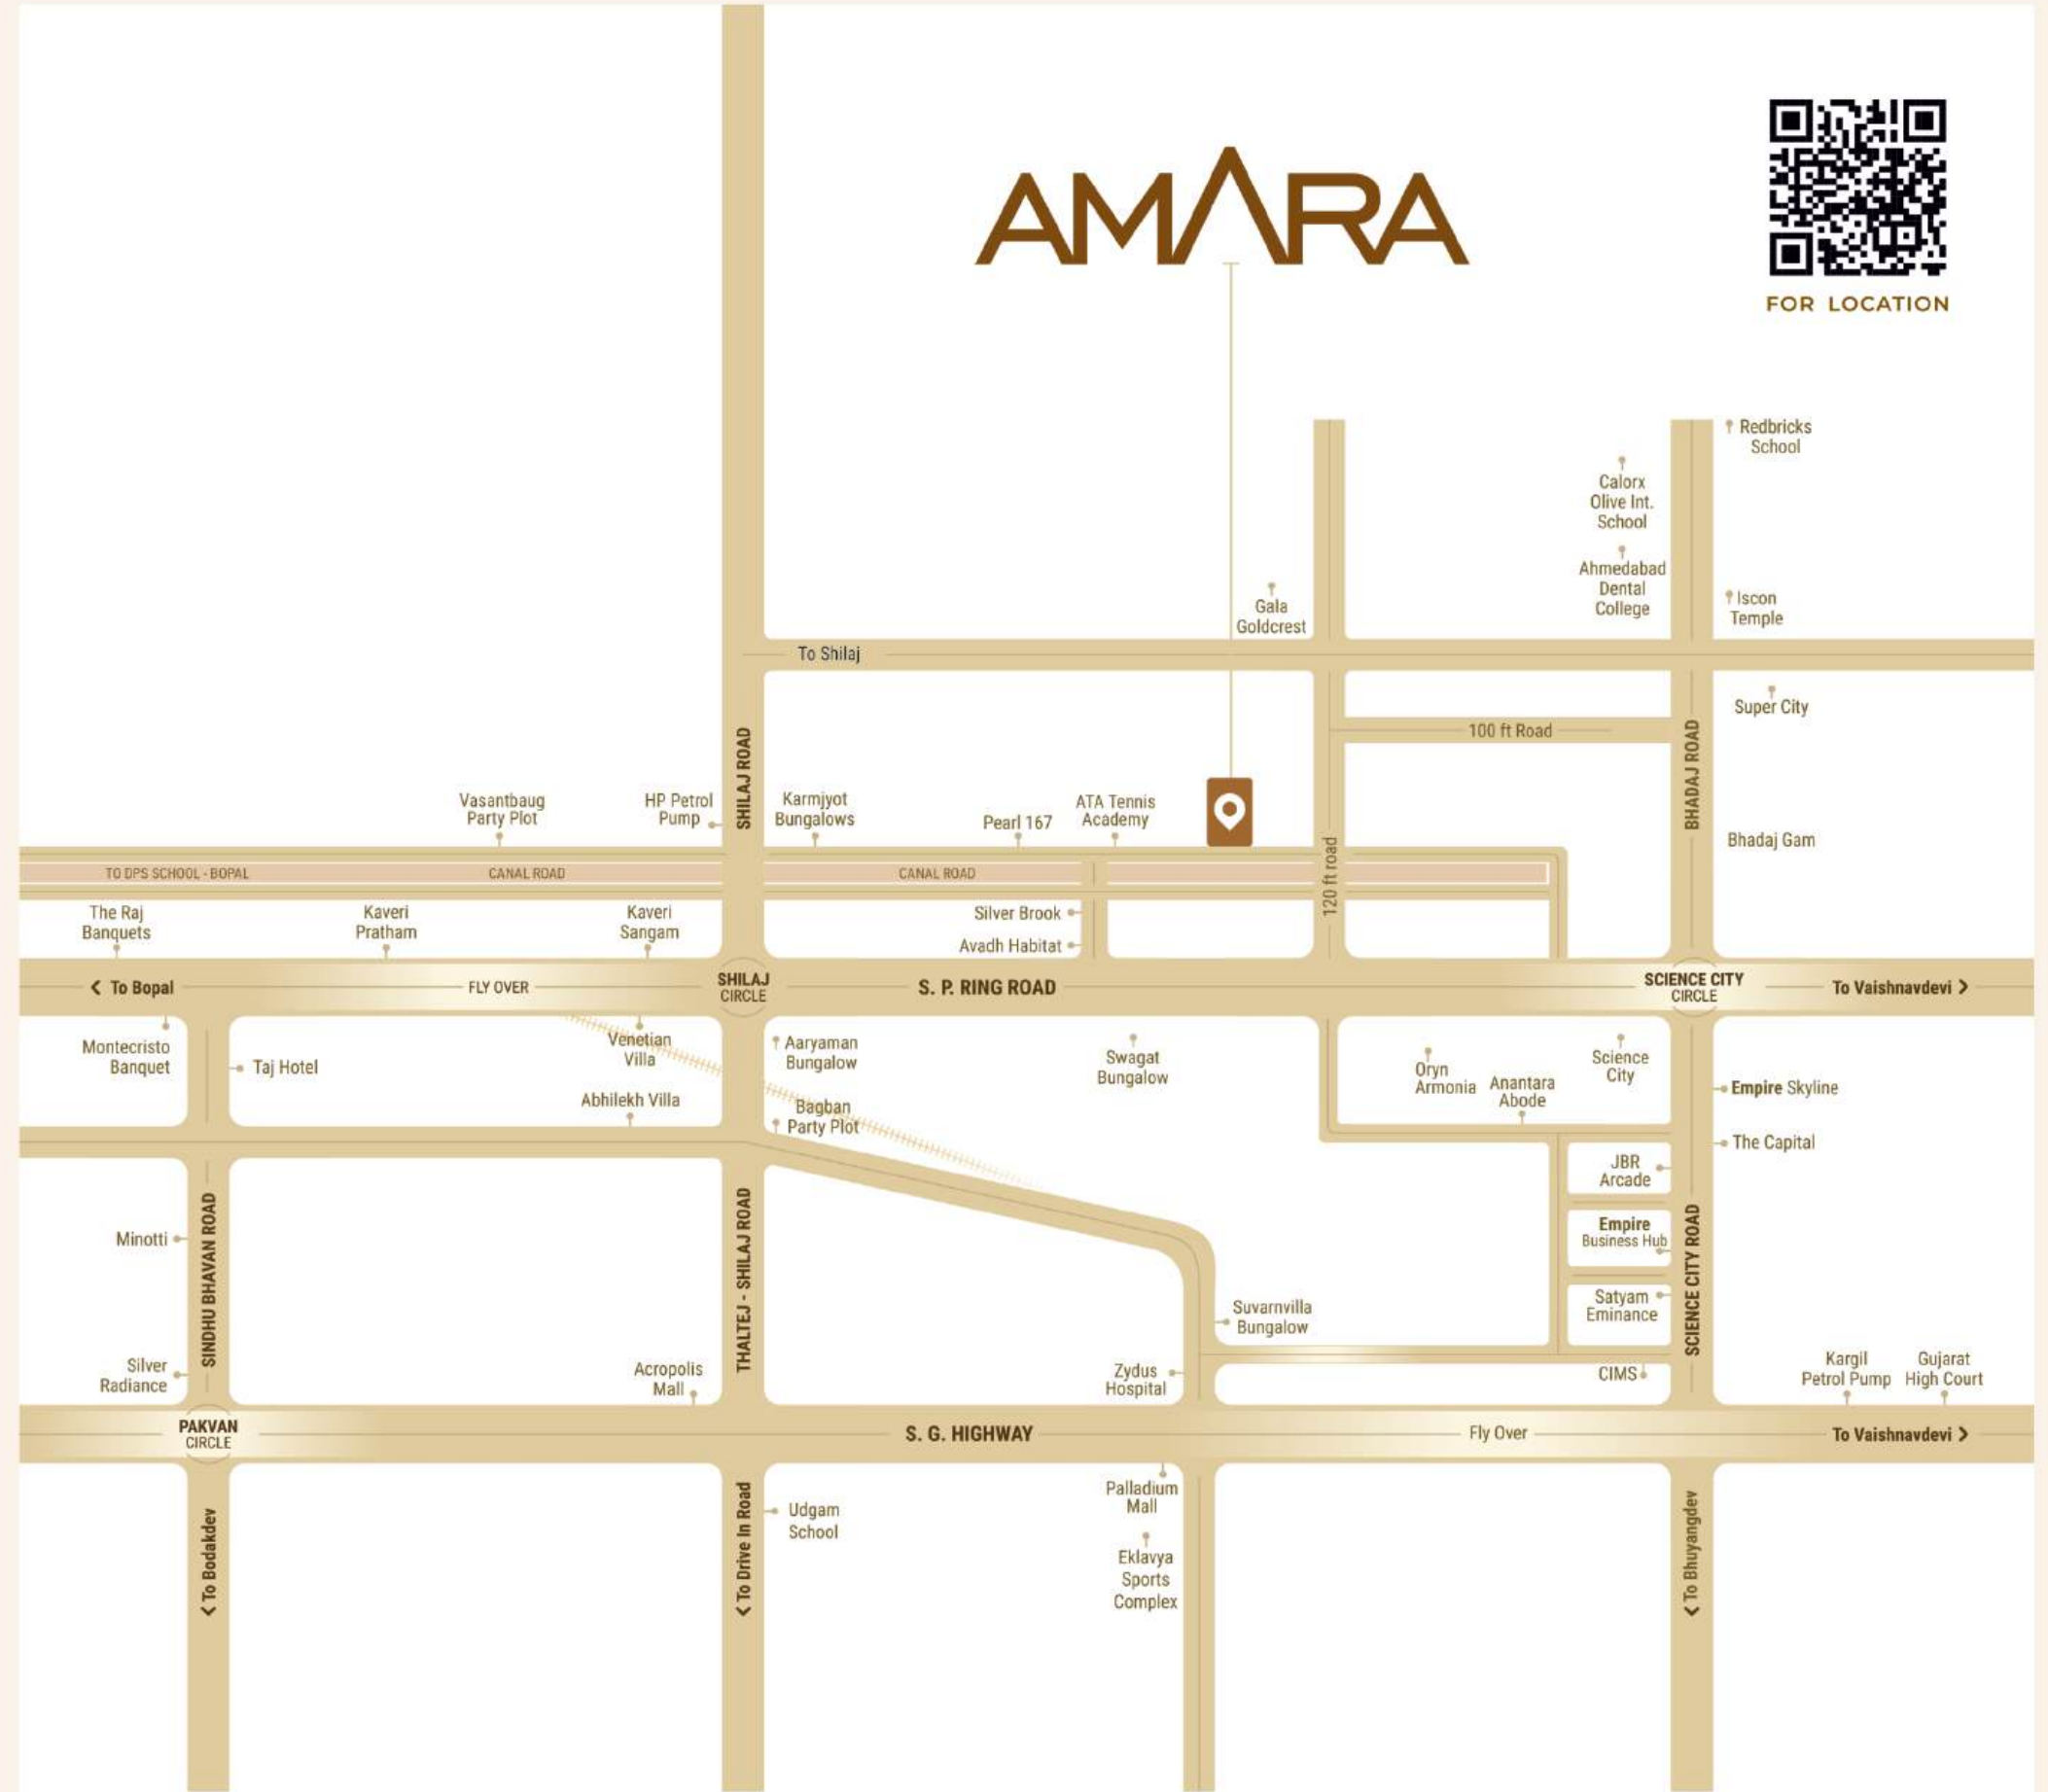 AMARA
FOR LOCATION
Redbricks
School
Calorx
Olive Int.
School
Ahmedabad
Dental
College
Iscon
Temple
Gala
Goldcrest
To Shilaj
Super City
100 ft Road
SHILAJ ROAD
BHADAJ ROAD
Vasantbaug
Party Plot
HP Petrol
Pump
Karmjyot
Bungalows
Pearl 167
ATA Tennis
Academy
Bhadaj Gam
120 ft road
TO DPS SCHOOL - BOPAL
CANAL ROAD
CANAL ROAD
The Raj
Banquets
Kaveri
Pratham
Kaveri
Sangam
Silver Brook
Avadh Habitat
< To Bopal
FLY OVER
SHILAJ
CIRCLE
S. P. RING ROAD
SCIENCE CITY
CIRCLE
To Vaishnavdevi >
Montecristo
Banquet
Taj Hotel
Venetian
Villa
Aaryaman
Bungalow
Swagat
Bungalow
Oryn
Armonia
Anantara
Abode
Science
City
Empire Skyline
Abhilekh Villa
Bagban
Party Plot
The Capital
JBR
Arcade
Empire
Business Hub
Satyam
Eminance
Minotti
SINDHU BHAVAN ROAD
THALTEJ - SHILAJ ROAD
SCIENCE CITY ROAD
Suvarnvilla
Bungalow
Silver
Radiance
Acropolis
Mall
Zydus
Hospital
CIMS
Kargil
Petrol Pump
Gujarat
High Court
PAKVAN
CIRCLE
S. G. HIGHWAY
Fly Over
To Vaishnavdevi >
Palladium
Mall
Udgam
School
Eklavya
Sports
Complex
< To Bodakdev
< To Drive In Road
< To Bhuyangdev